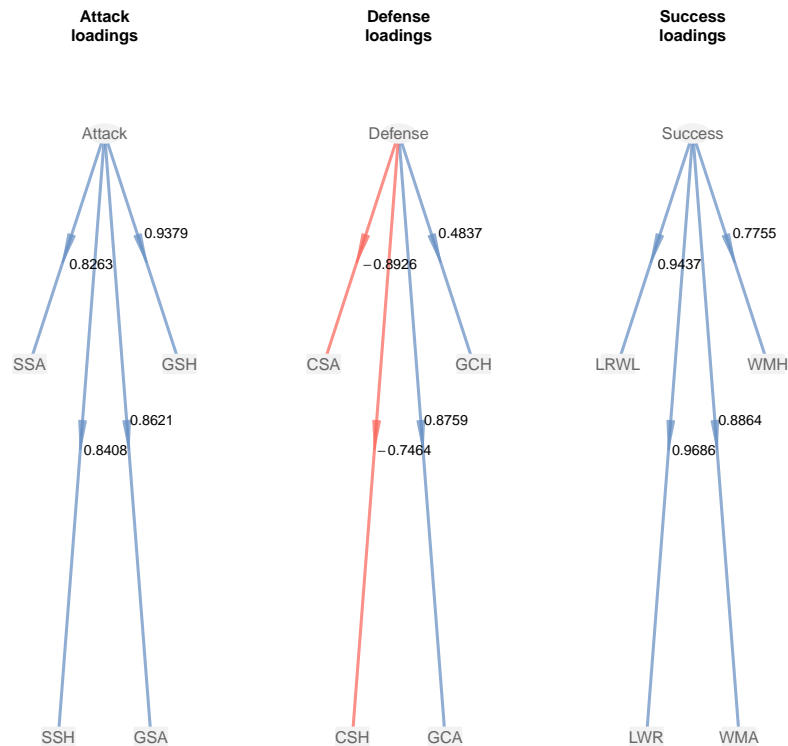 Attack
loadings
Defense
loadings
Success
loadings
Attack
Defense
Success
0.9379
0.4837
0.7755
0.8263
−0.8926
0.9437
SSA
GSH
CSA
GCH
LRWL
WMH
0.8621
0.8759
0.8864
0.8408
−0.7464
0.9686
SSH
GSA
CSH
GCA
LWR
WMA